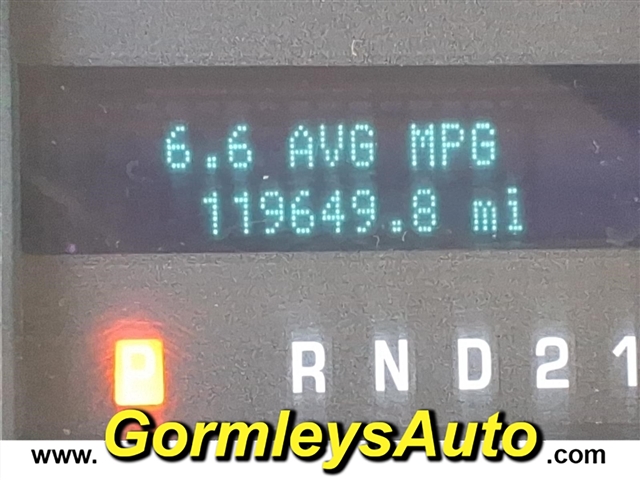 6.6 AVG MPG
119649.8 mi
P R N D 2 1
www. GormleysAuto .com